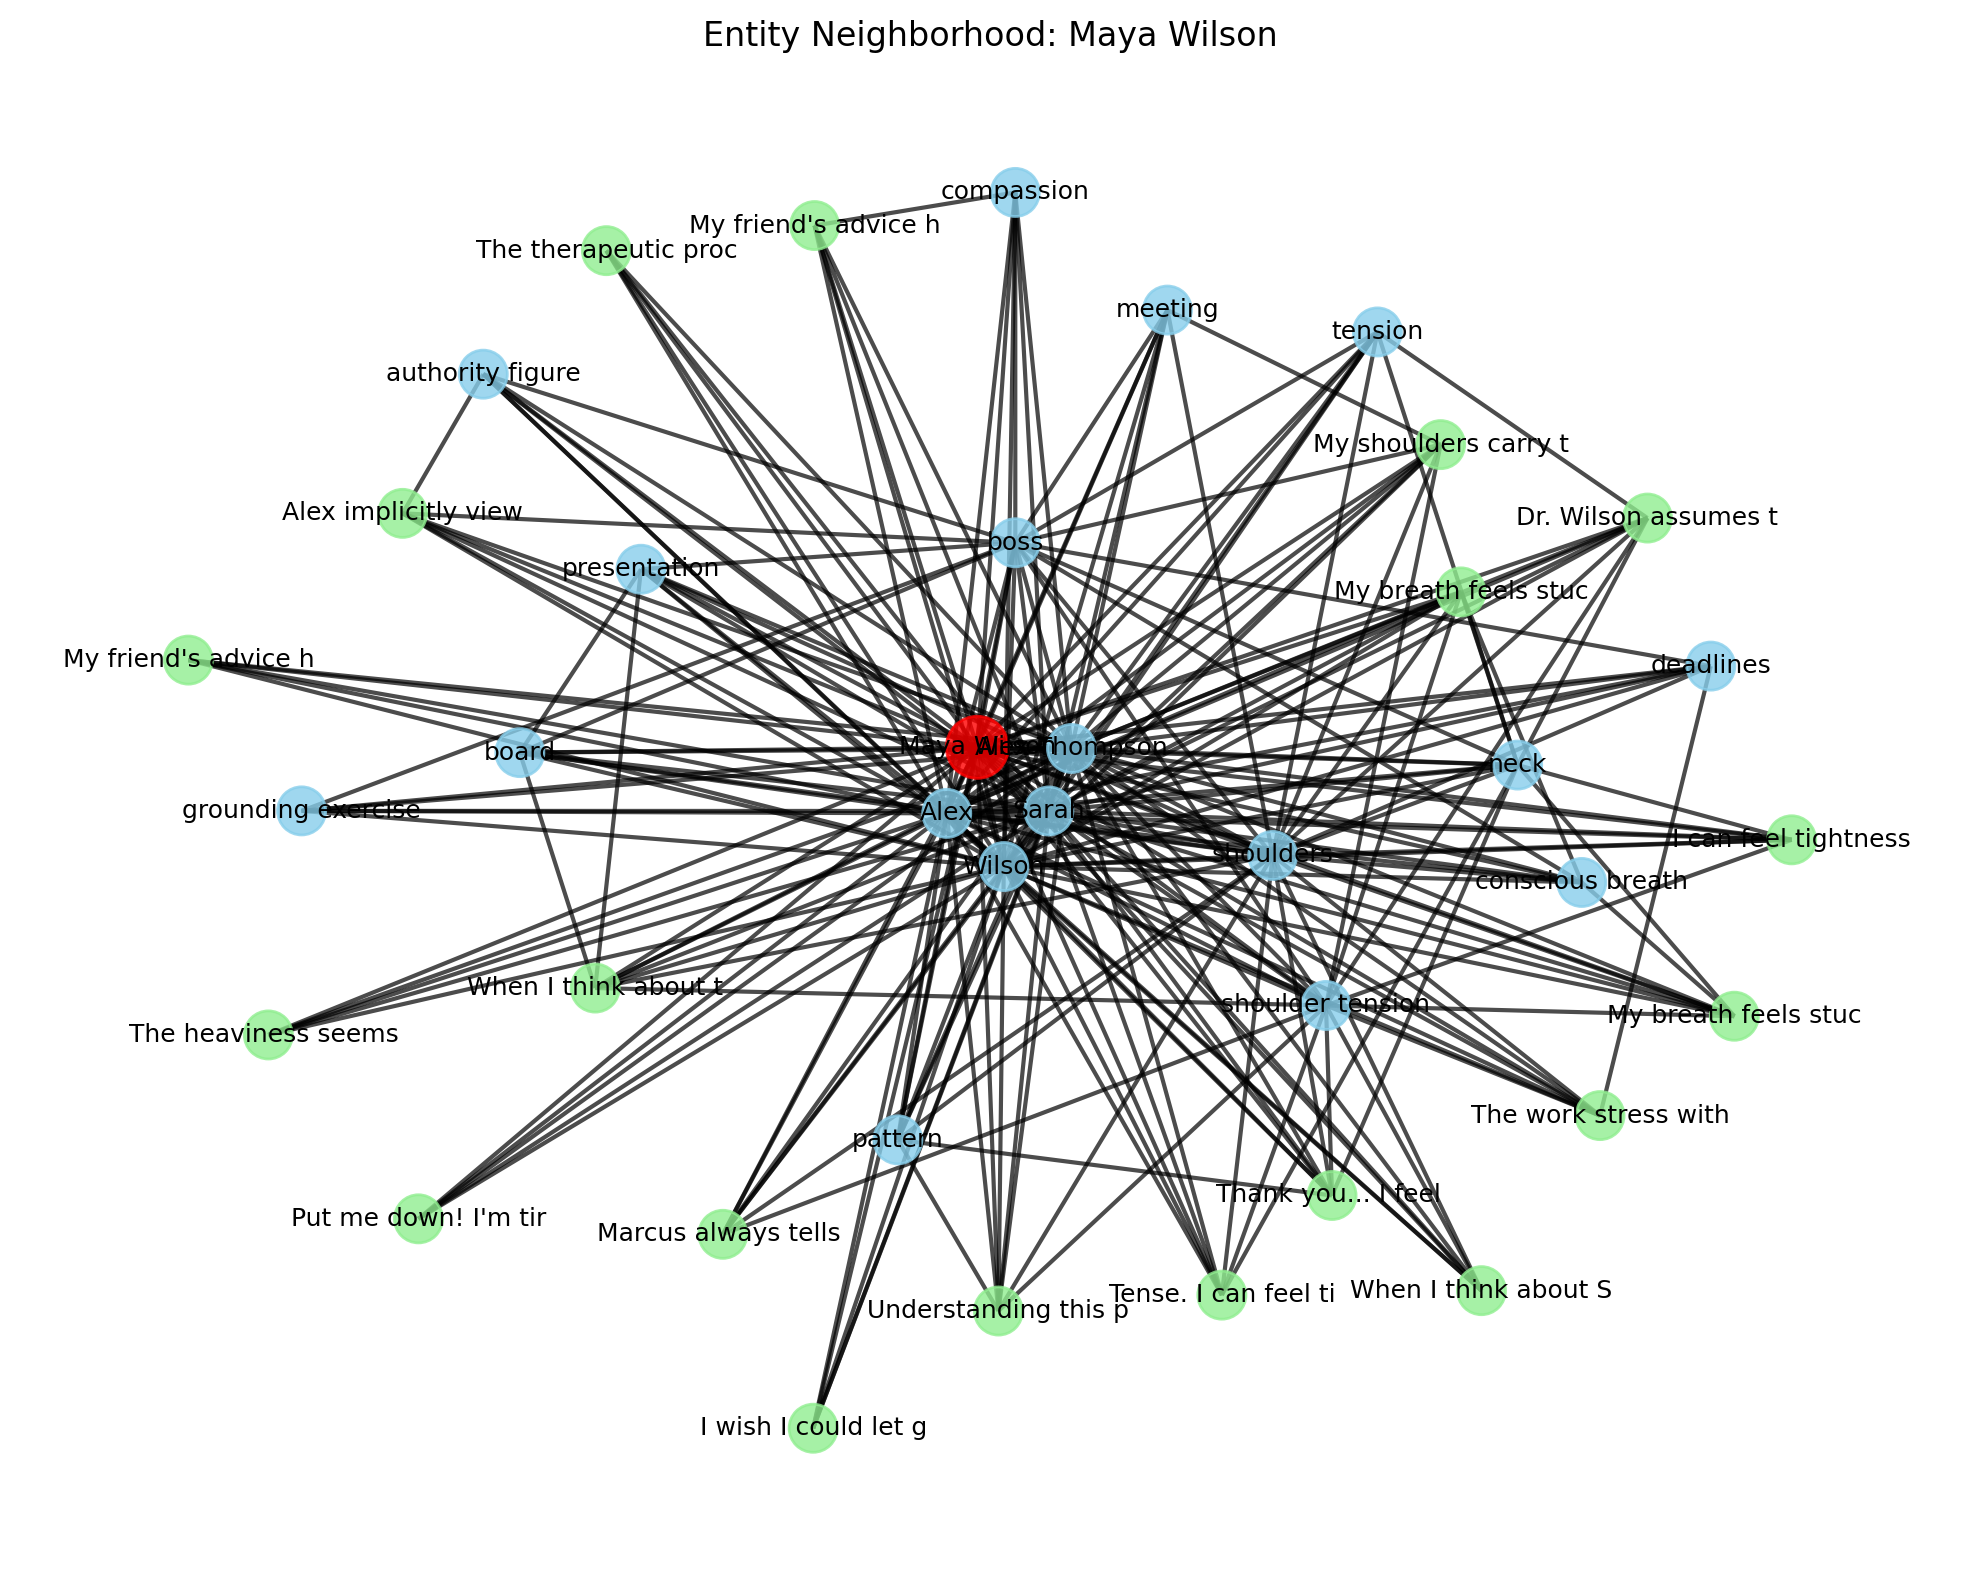 Entity Neighborhood: Maya Wilson
compassion
My friend's advice h
The therapeutic proc
meeting
tension
authority figure
My shoulders carry t
Alex implicitly view
Dr. Wilson assumes t
boss
presentation
My breath feels stuc
My friend's advice h
deadlines
Maya Wilson
Alex Thompson
board
neck
grounding exercise
Alex
Sarah
I can feel tightness
shoulders
Wilson
conscious breath
When I think about t
shoulder tension
My breath feels stuc
The heaviness seems
The work stress with
pattern
Thank you... I feel
Put me down! I'm tir
Marcus always tells
Understanding this p
Tense. I can feel ti
When I think about S
I wish I could let g